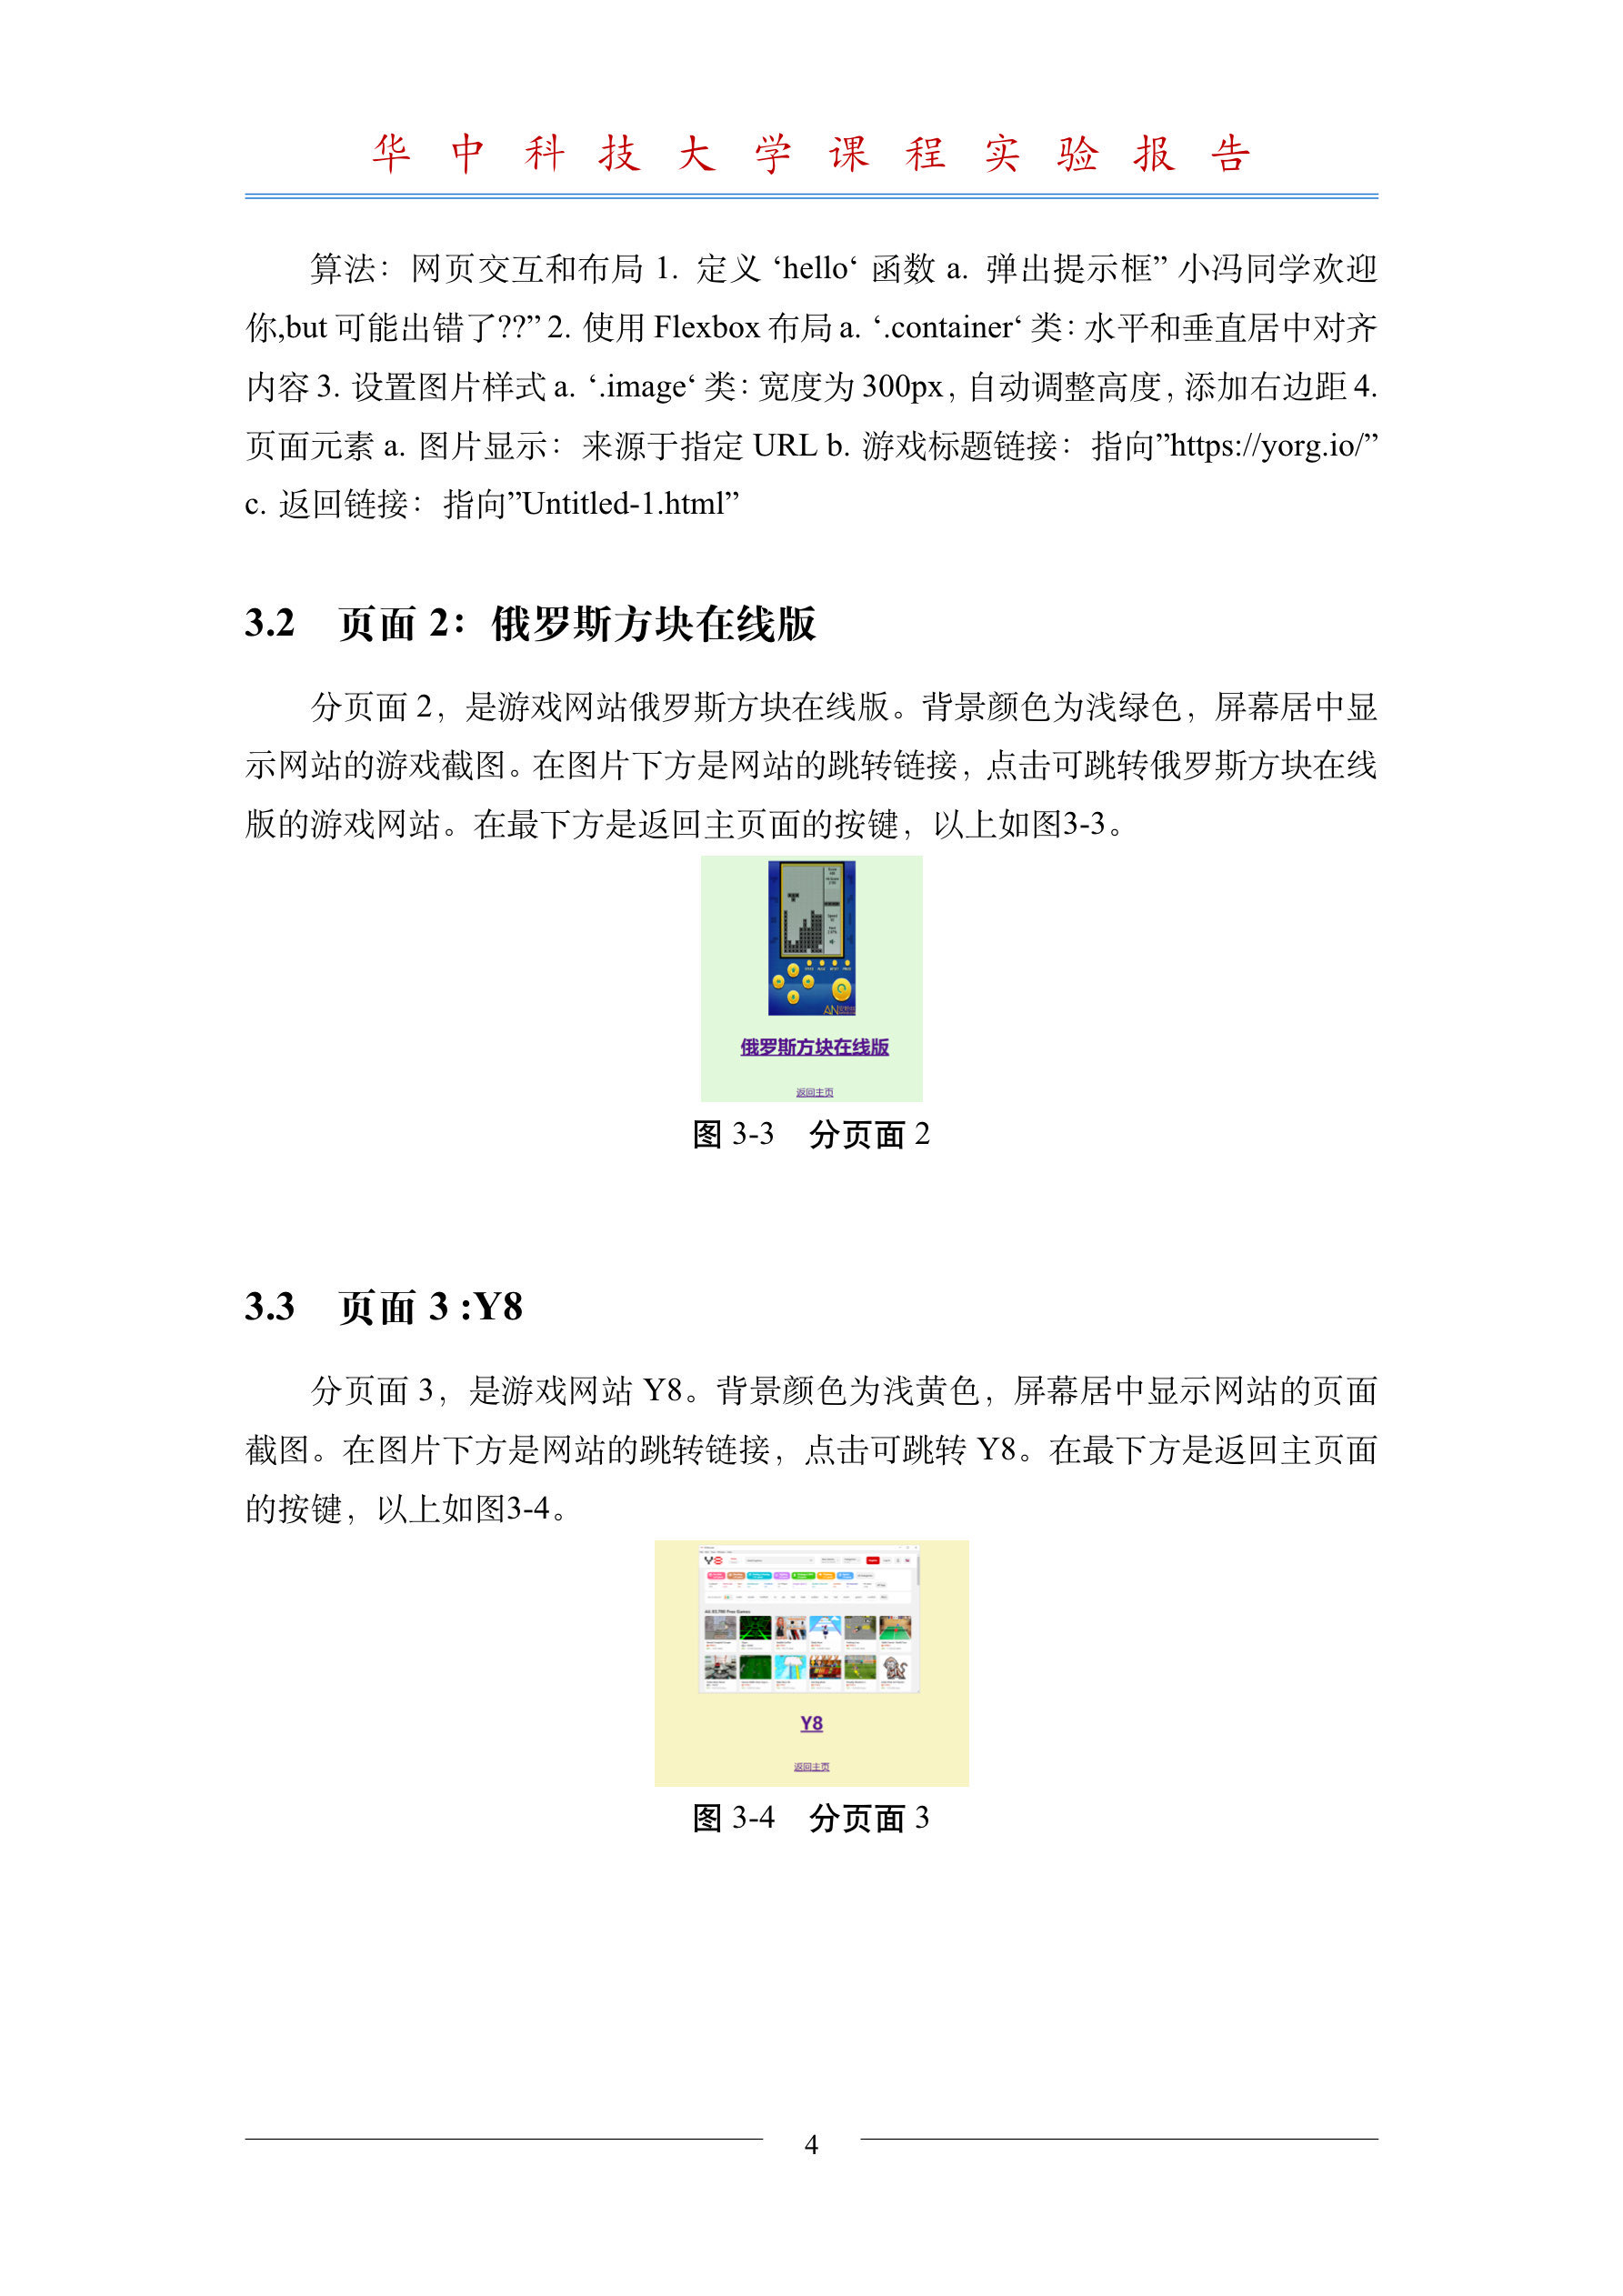 华中科技大学课程实验报告
算法：网页交互和布局 1. 定义 ‘hello‘ 函数 a. 弹出提示框” 小冯同学欢迎
你,but 可能出错了??” 2. 使用 Flexbox 布局 a. ‘.container‘ 类：水平和垂直居中对齐
内容 3. 设置图片样式 a. ‘.image‘ 类：宽度为 300px，自动调整高度，添加右边距 4.
页面元素 a. 图片显示：来源于指定 URL b. 游戏标题链接：指向”https://yorg.io/”
c. 返回链接：指向”Untitled-1.html”
3.2 页面 2：俄罗斯方块在线版
分页面 2，是游戏网站俄罗斯方块在线版。背景颜色为浅绿色，屏幕居中显
示网站的游戏截图。在图片下方是网站的跳转链接，点击可跳转俄罗斯方块在线
版的游戏网站。在最下方是返回主页面的按键，以上如图3-3。
俄罗斯方块在线版
返回主页
图 3-3 分页面 2
3.3 页面 3 :Y8
分页面 3，是游戏网站 Y8。背景颜色为浅黄色，屏幕居中显示网站的页面
截图。在图片下方是网站的跳转链接，点击可跳转 Y8。在最下方是返回主页面
的按键，以上如图3-4。
Y8
Y8
返回主页
图 3-4 分页面 3
4